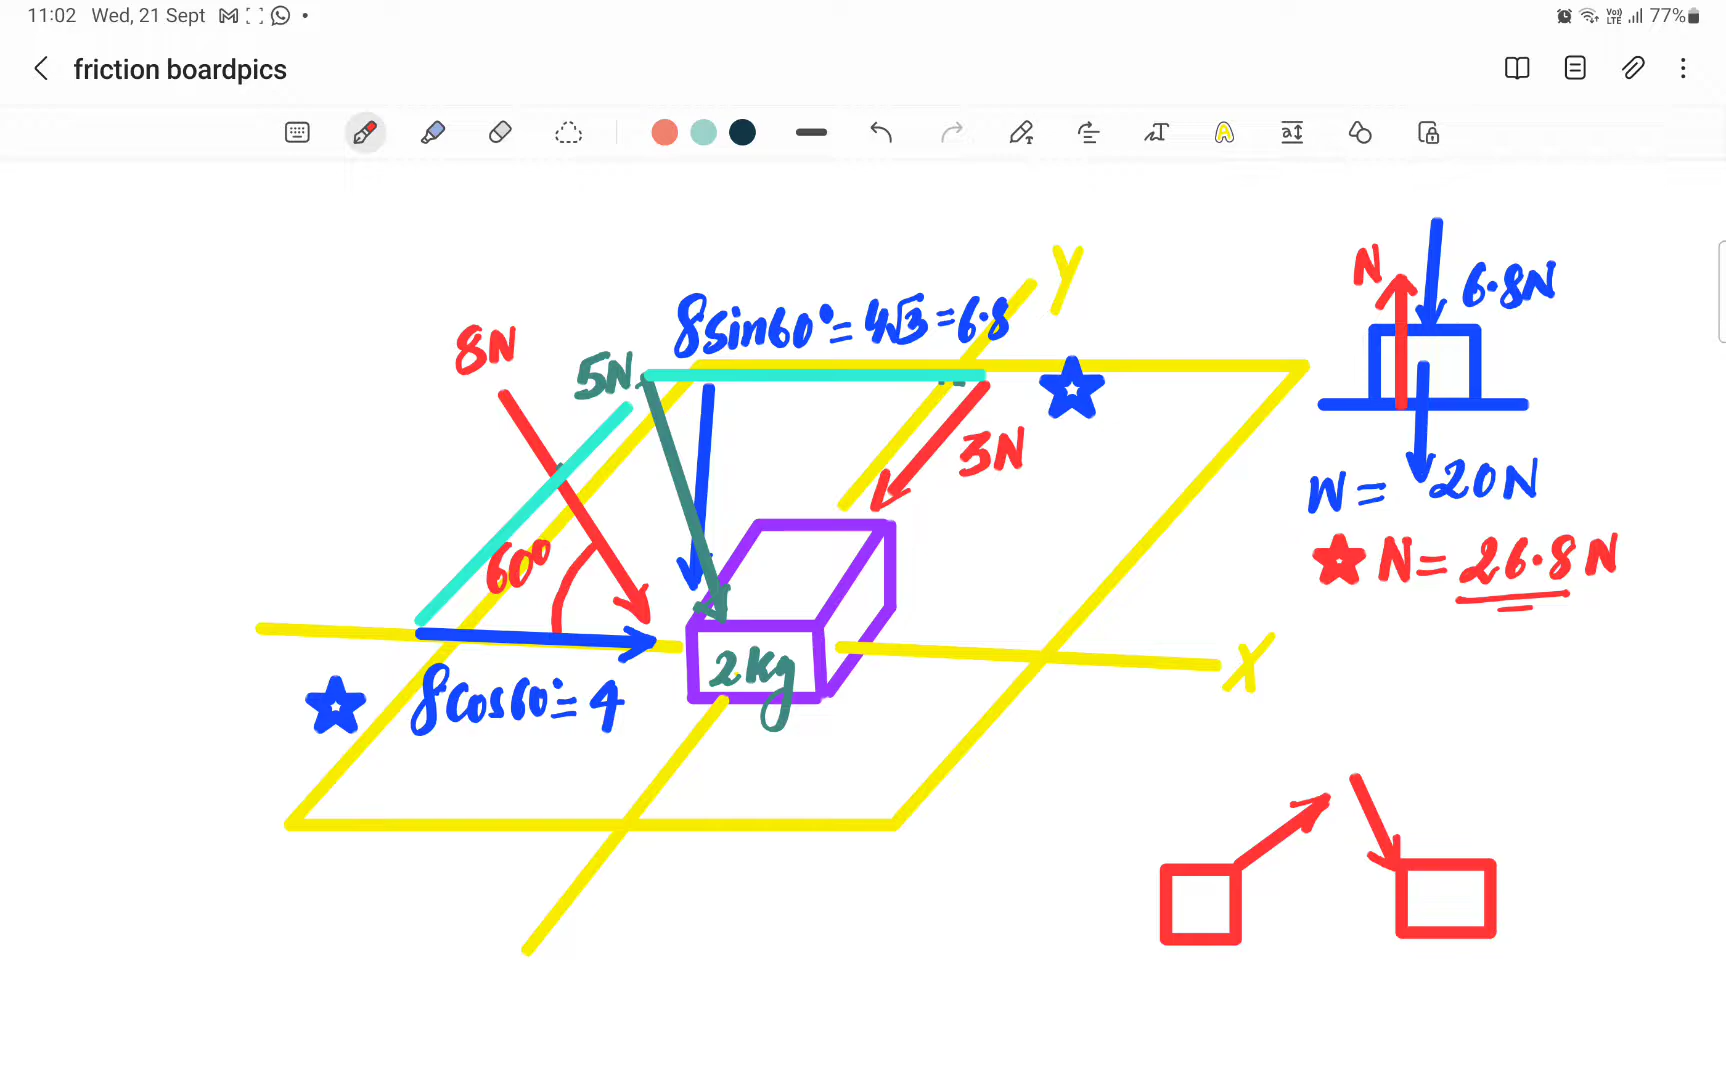 11:02 Wed, 21 Sept
77%
friction boardpics
Y
8sin60°=4√3=6.8
8N
5N
3N
60°
2kg
X
8cos60°=4
N
6.8N
W= 20N
N=26.8N